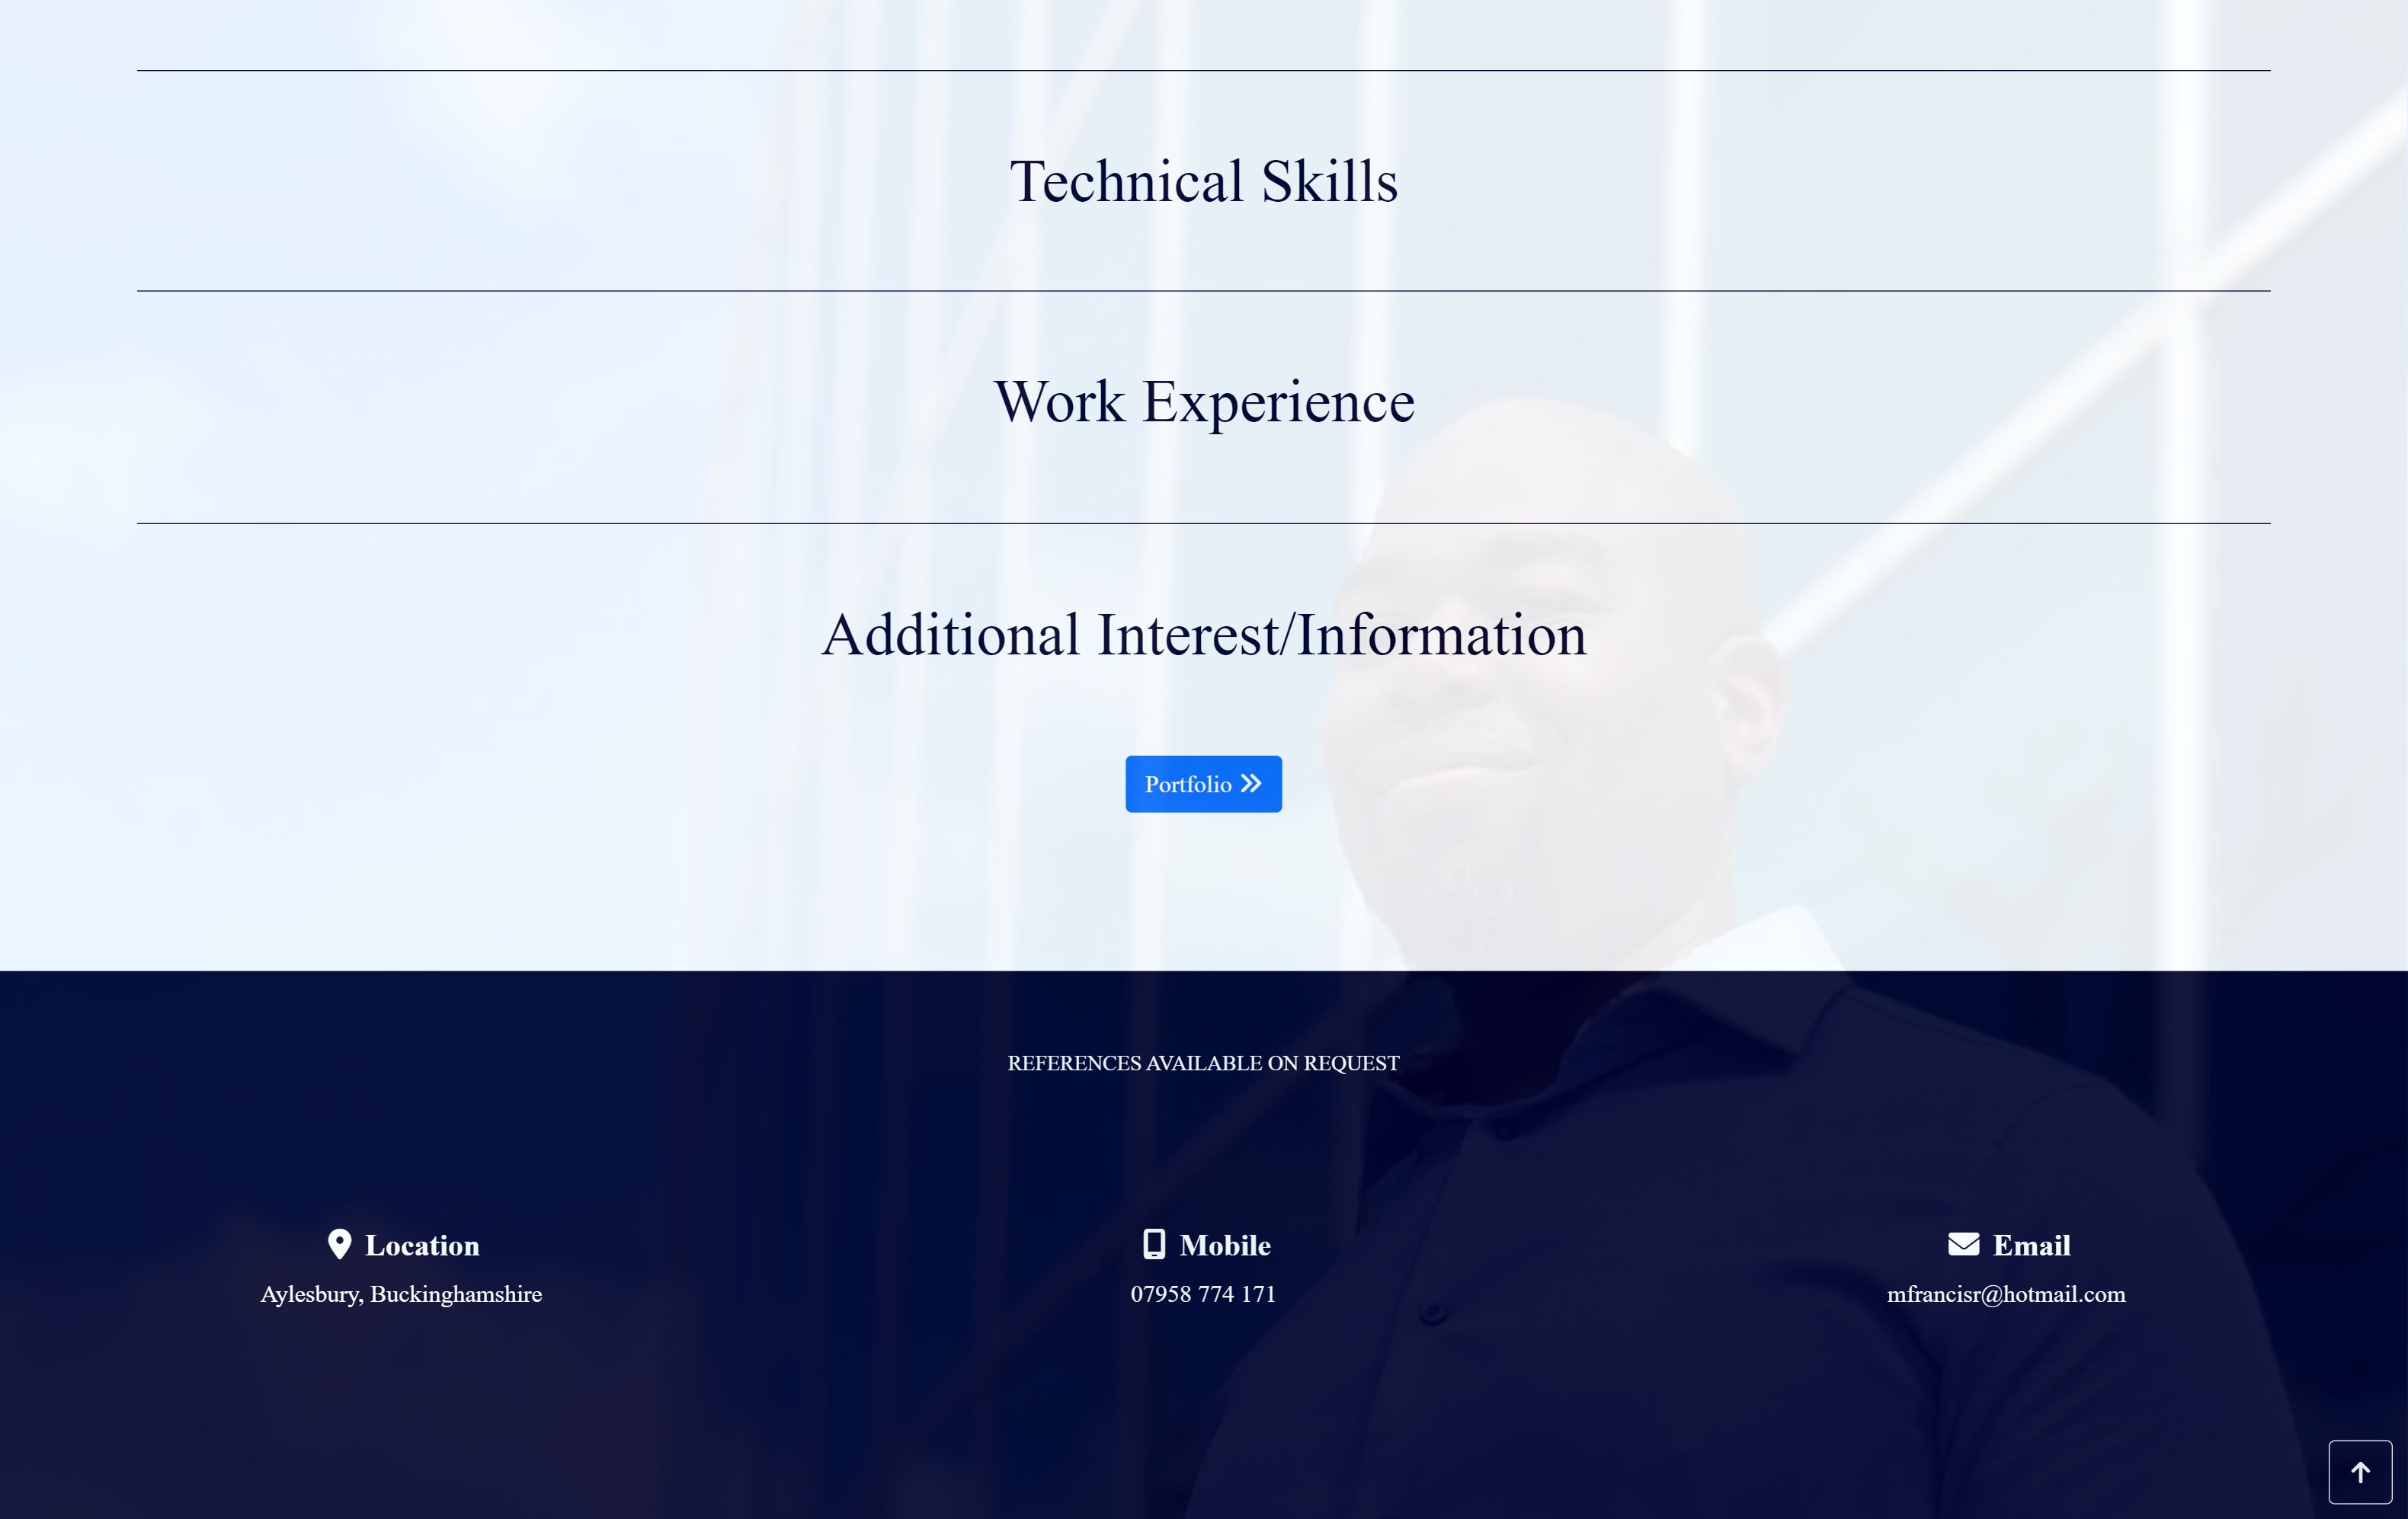 Technical Skills
Work Experience
Additional Interest/Information
Portfolio
REFERENCES AVAILABLE ON REQUEST
Location
Aylesbury, Buckinghamshire
Mobile
07958 774 171
Email
mfrancisr@hotmail.com